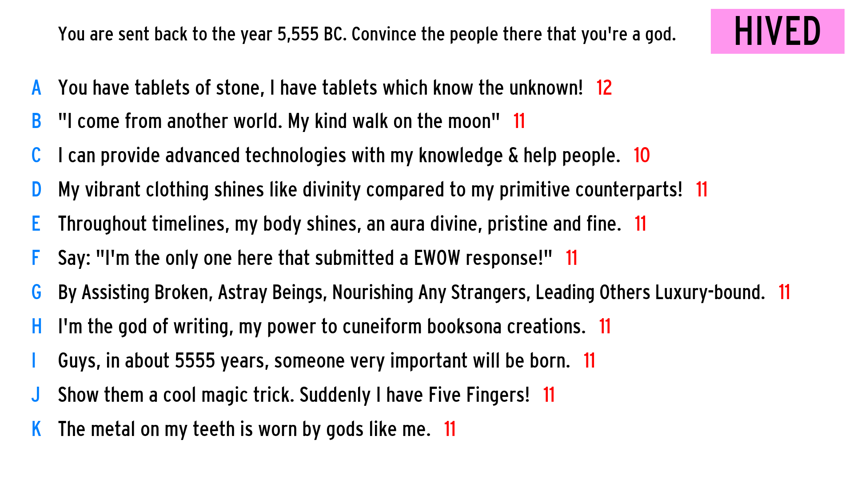 You are sent back to the year 5,555 BC. Convince the people there that you're a god.
HIVED
A You have tablets of stone, I have tablets which know the unknown! 12
B "I come from another world. My kind walk on the moon" 11
C I can provide advanced technologies with my knowledge & help people. 10
D My vibrant clothing shines like divinity compared to my primitive counterparts! 11
E Throughout timelines, my body shines, an aura divine, pristine and fine. 11
F Say: "I'm the only one here that submitted a EWOW response!" 11
G By Assisting Broken, Astray Beings, Nourishing Any Strangers, Leading Others Luxury-bound. 11
H I'm the god of writing, my power to cuneiform booksona creations. 11
I Guys, in about 5555 years, someone very important will be born. 11
J Show them a cool magic trick. Suddenly I have Five Fingers! 11
K The metal on my teeth is worn by gods like me. 11